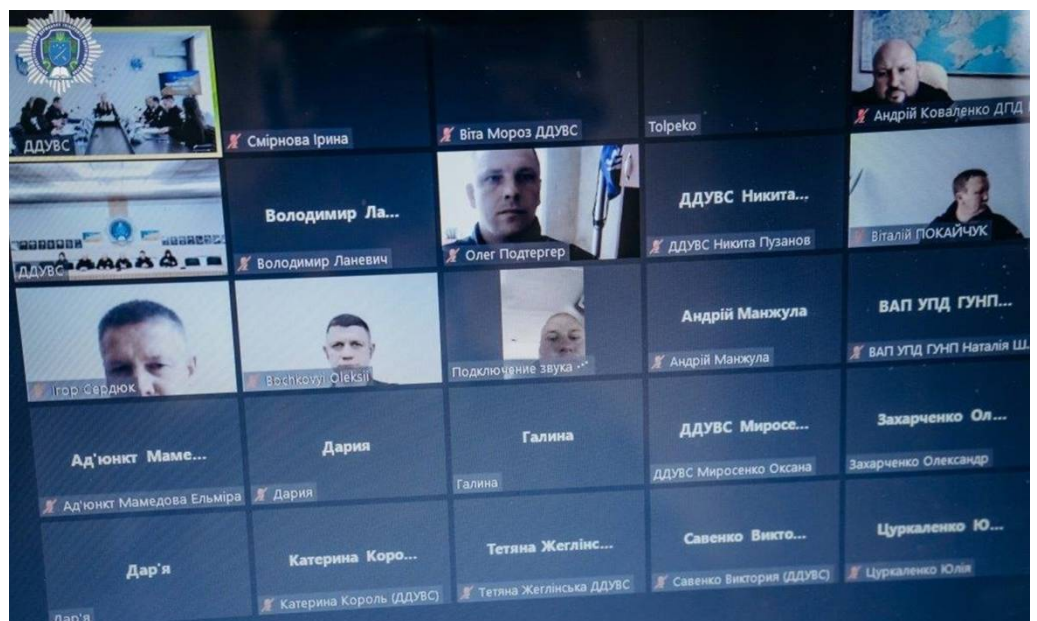 ДДУВС
Смірнова Ірина
Віта Мороз ДДУВС
Tolpeko
Андрій Коваленко ДПД
ДДУВС
Володимир Ла...
Володимир Ланевич
Олег Подтергер
ДДУВС Никита...
ДДУВС Никита Пузанов
Віталій ПОКАЙЧУК
Ігор Сердюк
Bochkovyi Oleksii
Подключение звука ...
Андрій Манжула
Андрій Манжула
ВАП УПД ГУНП...
ВАП УПД ГУНП Наталія Ш...
Ад'юнкт Маме...
Ад'юнкт Мамедова Ельміра
Дария
Дария
Галина
Галина
ДДУВС Миросе...
ДДУВС Миросенко Оксана
Захарченко Ол...
Захарченко Олександр
Дар'я
Дар'я
Катерина Коро...
Катерина Король (ДДУВС)
Тетяна Жеглінс...
Тетяна Жеглінська ДДУВС
Савенко Викто...
Савенко Виктория (ДДУВС)
Цуркаленко Ю...
Цуркаленко Юлія